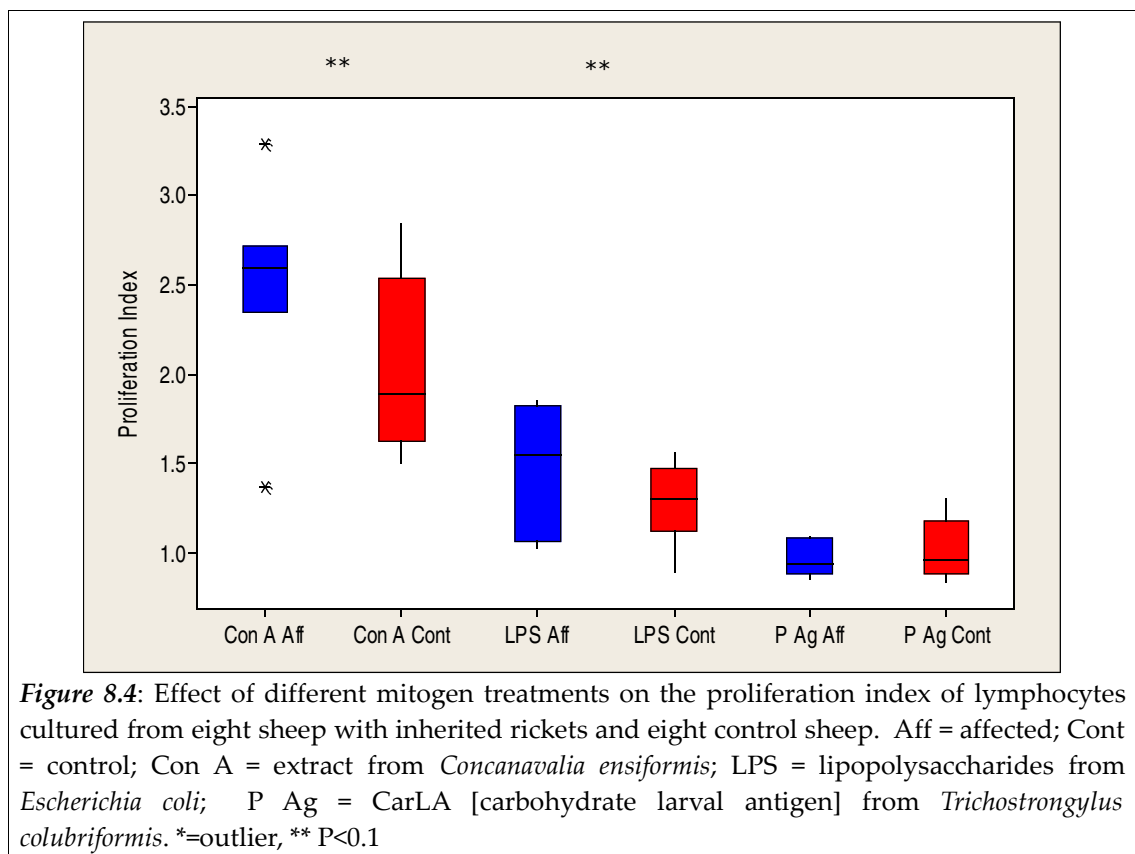 ** **
3.5
3.0
2.5
2.0
1.5
1.0
Proliferation Index
*
*
Con A Aff Con A Cont LPS Aff LPS Cont P Ag Aff P Ag Cont
Figure 8.4: Effect of different mitogen treatments on the proliferation index of lymphocytes
cultured from eight sheep with inherited rickets and eight control sheep. Aff = affected; Cont
= control; Con A = extract from Concanavalia ensiformis; LPS = lipopolysaccharides from
Escherichia coli; P Ag = CarLA [carbohydrate larval antigen] from Trichostrongylus
colubriformis. *=outlier, ** P<0.1